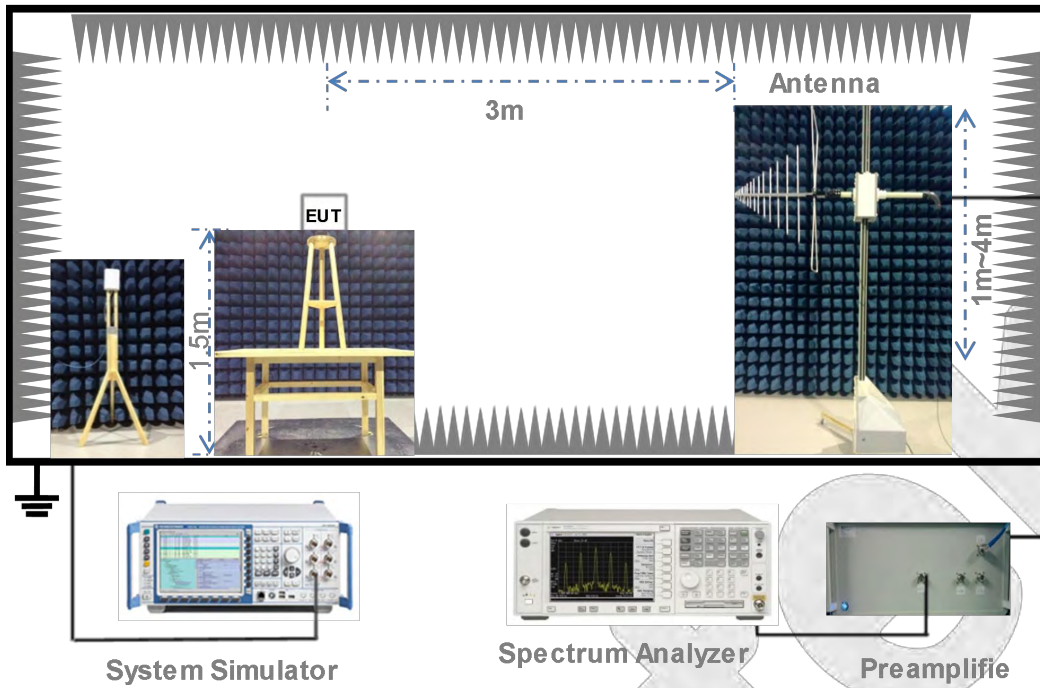 Antenna
3m
EUT
1.5m
1m~4m
System Simulator
Spectrum Analyzer
Preamplifie